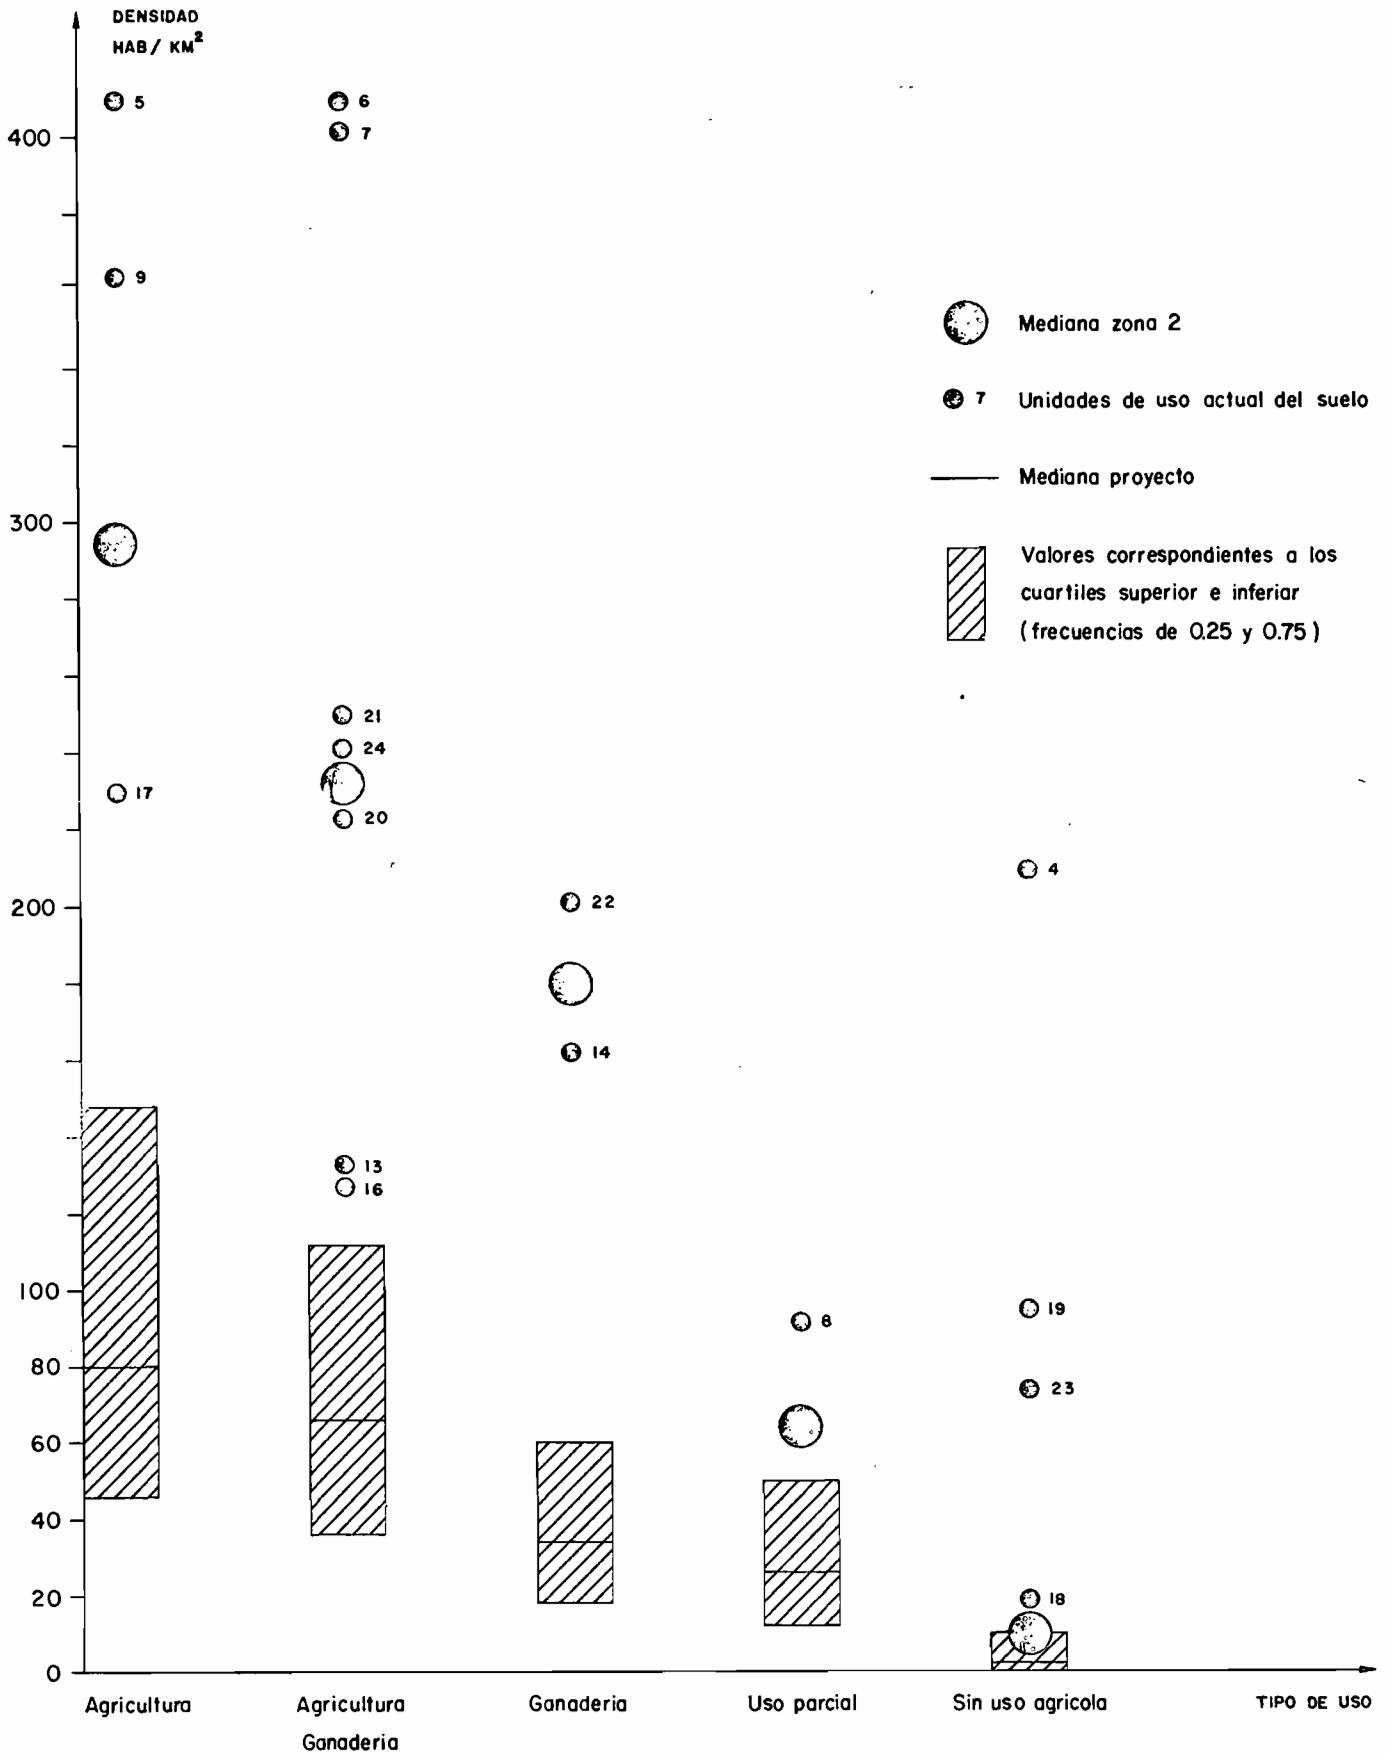 DENSIDAD
HAB/ KM²
5
6
400
7
9
Mediana zona 2
7 Unidades de uso actual del suelo
Mediana proyecto
300
Valores correspondientes a los
cuartiles superior e inferiar
(frecuencias de 0.25 y 0.75)
21
24
17
20
4
200
22
14
13
16
100
19
8
80
23
60
40
20
18
0
Agricultura
Agricultura
Ganaderia
Ganaderia
Uso parcial
Sin uso agricola
TIPO DE USO